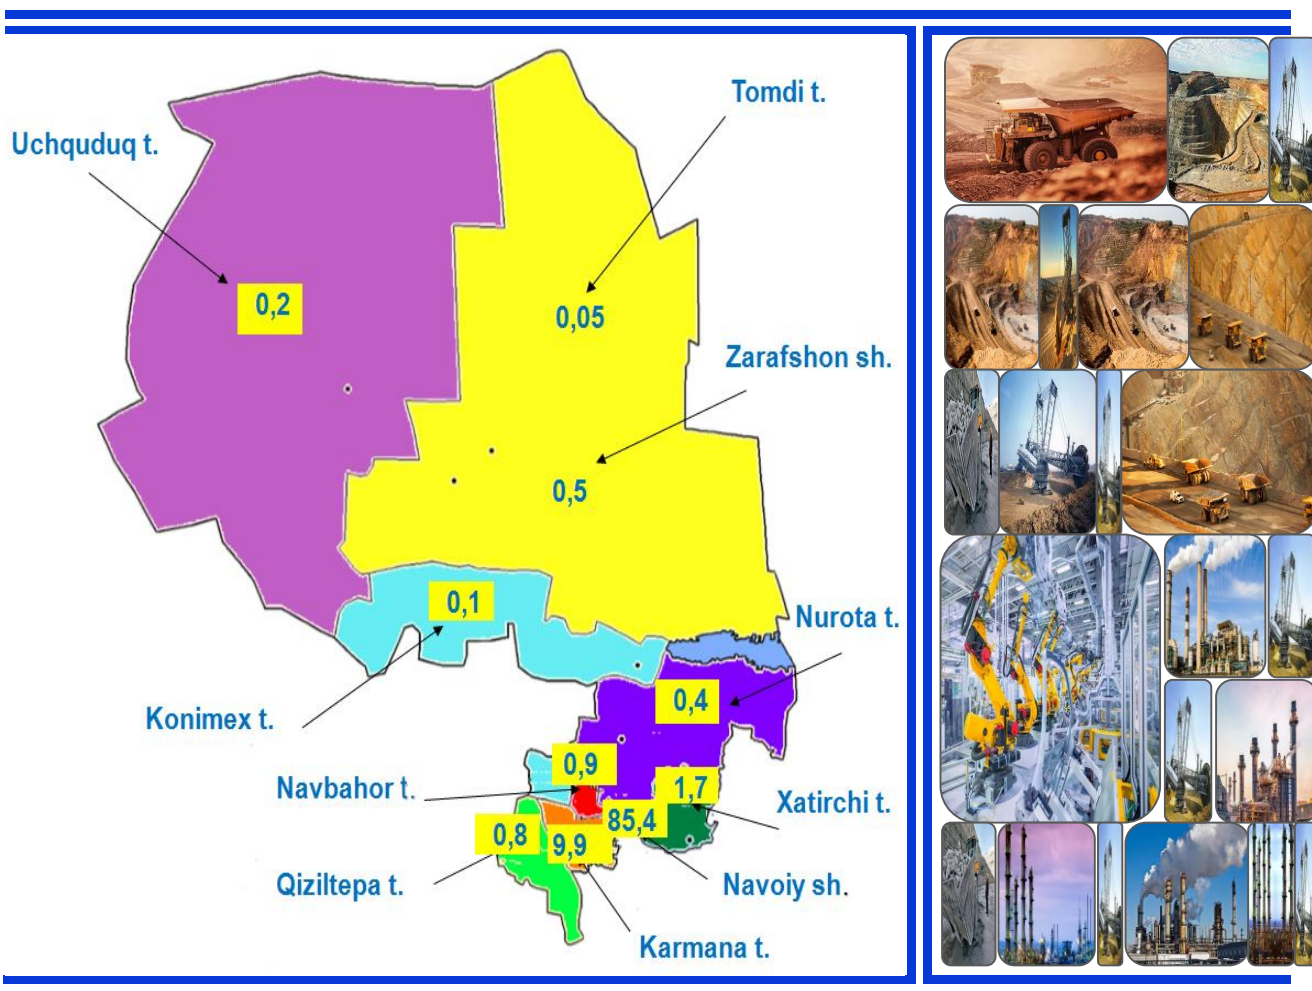 Tomdi t.
Uchquduq t.
0,2
0,05
Zarafshon sh.
0,5
0,1
Nurota t.
0,4
Konimex t.
0,9
Navbahor t.
1,7
Xatirchi t.
85,4
0,8
9,9
Qiziltepa t.
Navoiy sh.
Karmana t.